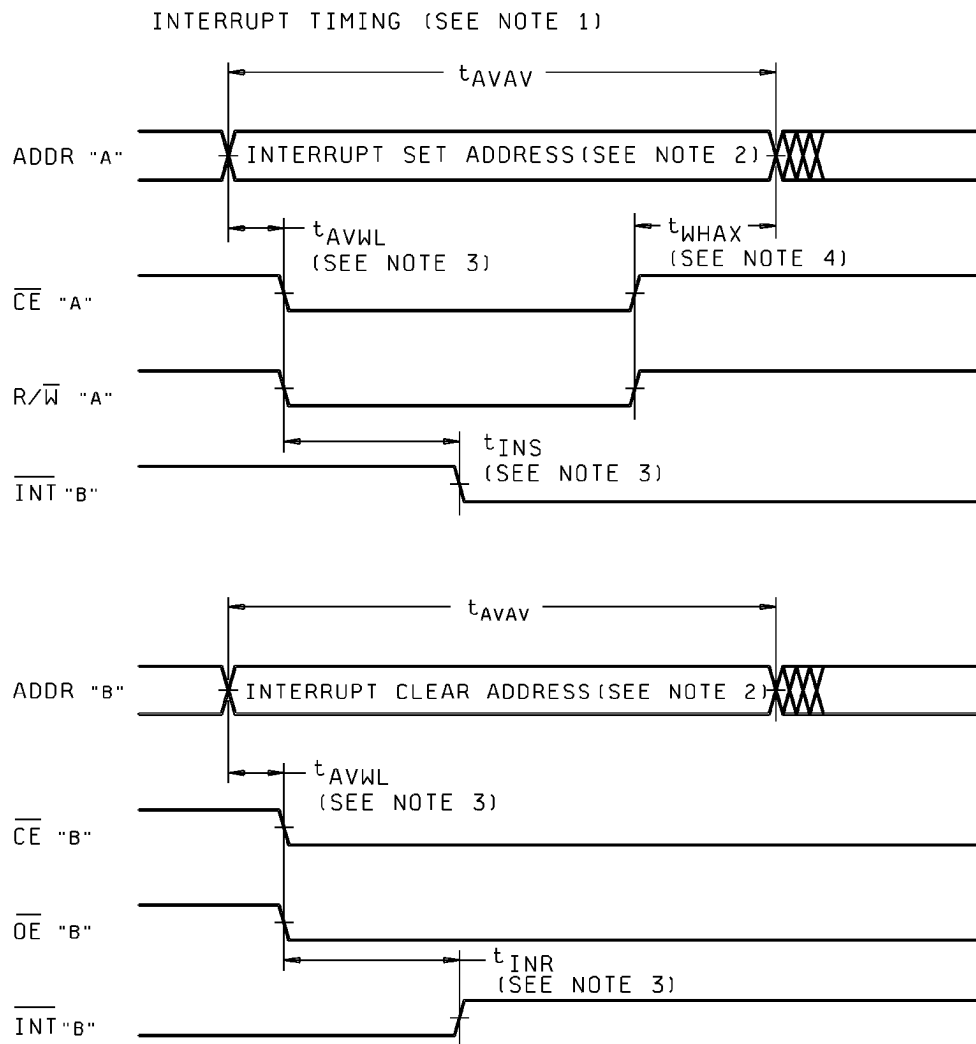 INTERRUPT TIMING (SEE NOTE 1)
tAVAV
ADDR "A"
INTERRUPT SET ADDRESS (SEE NOTE 2)
tAVWL
(SEE NOTE 3)
tWHAX
(SEE NOTE 4)
CE "A"
R/W "A"
tINS
(SEE NOTE 3)
INT "B"
tAVAV
ADDR "B"
INTERRUPT CLEAR ADDRESS (SEE NOTE 2)
tAVWL
(SEE NOTE 3)
CE "B"
OE "B"
tINR
(SEE NOTE 3)
INT "B"